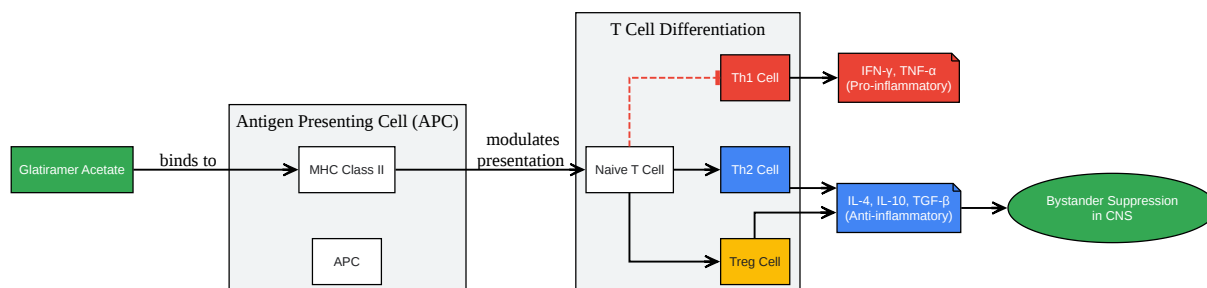 Glatiramer Acetate
binds to
Antigen Presenting Cell (APC)
MHC Class II
APC
modulates
presentation
T Cell Differentiation
Naive T Cell
Th1 Cell
Th2 Cell
Treg Cell
IFN-γ, TNF-α
(Pro-inflammatory)
IL-4, IL-10, TGF-β
(Anti-inflammatory)
Bystander Suppression
in CNS